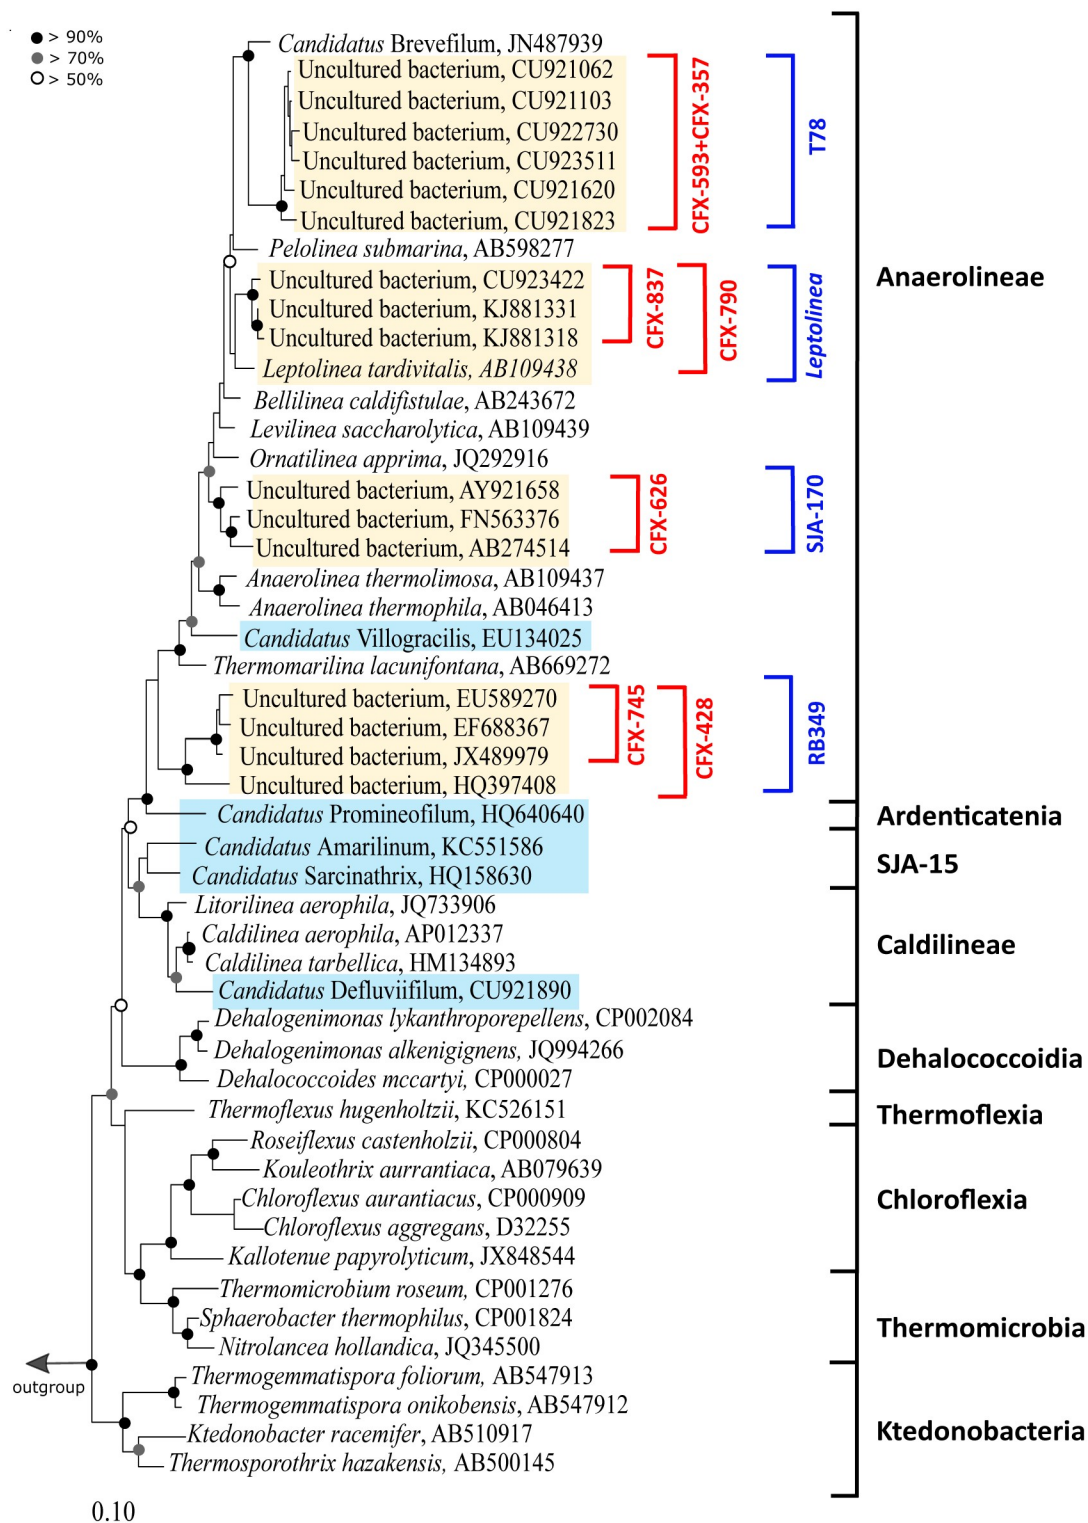 > 90%
> 70%
> 50%
Candidatus Brevefilum, JN487939
Uncultured bacterium, CU921062
Uncultured bacterium, CU921103
Uncultured bacterium, CU922730
Uncultured bacterium, CU923511
Uncultured bacterium, CU921620
Uncultured bacterium, CU921823
CFX-593+CFX-357
T78
Pelolinea submarina, AB598277
Uncultured bacterium, CU923422
Uncultured bacterium, KJ881331
Uncultured bacterium, KJ881318
Leptolinea tardivitalis, AB109438
CFX-837
CFX-790
Leptolinea
Anaerolineae
Bellilinea caldifistulae, AB243672
Levilinea saccharolytica, AB109439
Ornatilinea apprima, JQ292916
Uncultured bacterium, AY921658
Uncultured bacterium, FN563376
Uncultured bacterium, AB274514
CFX-626
SJA-170
Anaerolinea thermolimosa, AB109437
Anaerolinea thermophila, AB046413
Candidatus Villogracilis, EU134025
Thermomarilina lacunifontana, AB669272
Uncultured bacterium, EU589270
Uncultured bacterium, EF688367
Uncultured bacterium, JX489979
Uncultured bacterium, HQ397408
CFX-745
CFX-428
RB349
Candidatus Promineofilum, HQ640640
Ardenticatenia
Candidatus Amarilinum, KC551586
Candidatus Sarcinathrix, HQ158630
SJA-15
Litorilinea aerophila, JQ733906
Caldilinea aerophila, AP012337
Caldilinea tarbellica, HM134893
Candidatus Defluviifilum, CU921890
Caldilineae
Dehalogenimonas lykanthroporepellens, CP002084
Dehalogenimonas alkenigignens, JQ994266
Dehalococcoides mccartyi, CP000027
Dehalococcoidia
Thermoflexus hugenholtzii, KC526151
Thermoflexia
Roseiflexus castenholzii, CP000804
Kouleothrix aurrantiaca, AB079639
Chloroflexus aurantiacus, CP000909
Chloroflexus aggregans, D32255
Kallotenue papyrolyticum, JX848544
Chloroflexia
Thermomicrobium roseum, CP001276
Sphaerobacter thermophilus, CP001824
Nitrolancea hollandica, JQ345500
Thermomicrobia
outgroup
Thermogemmatispora foliorum, AB547913
Thermogemmatispora onikobensis, AB547912
Ktedonobacter racemifer, AB510917
Thermosporothrix hazakensis, AB500145
Ktedonobacteria
0.10